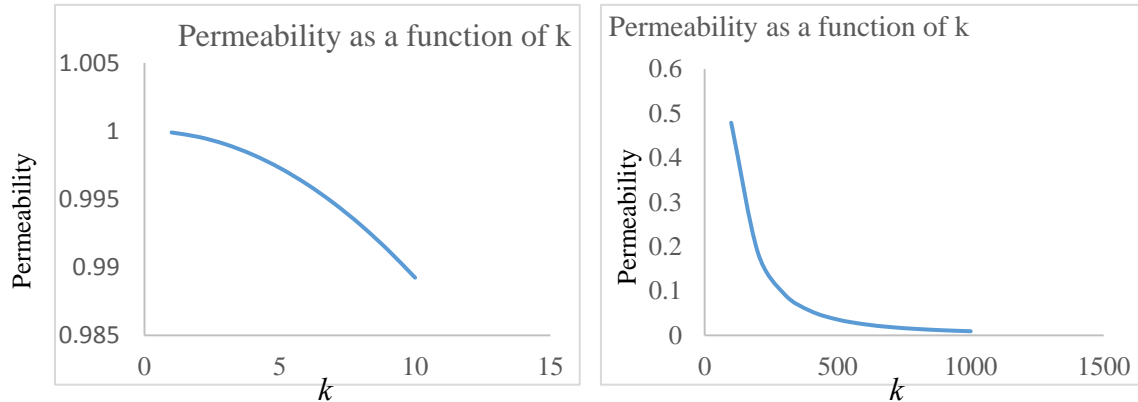 Permeability as a function of k
1.005
1
0.995
0.99
0.985
0 5 10 15
Permeability
k
Permeability as a function of k
0.6
0.5
0.4
0.3
0.2
0.1
0
0 500 1000 1500
Permeability
k